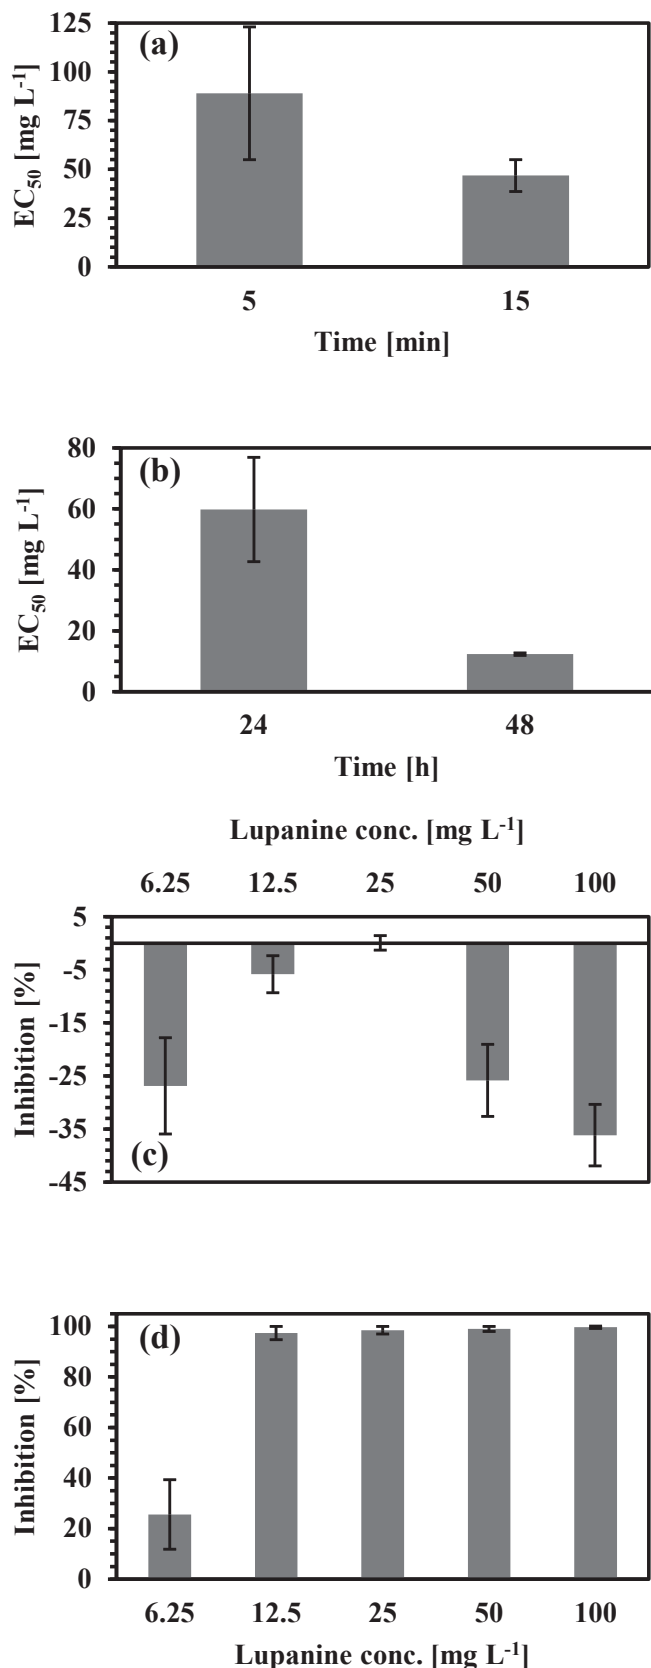 (a)
EC50 [mg L-1]
125
100
75
50
25
0
5 15
Time [min]
(b)
EC50 [mg L-1]
80
60
40
20
0
24 48
Time [h]
Lupanine conc. [mg L-1]
6.25 12.5 25 50 100
Inhibition [%]
5
-5
-15
-25
-35
-45
(c)
(d)
Inhibition [%]
100
80
60
40
20
0
6.25 12.5 25 50 100
Lupanine conc. [mg L-1]